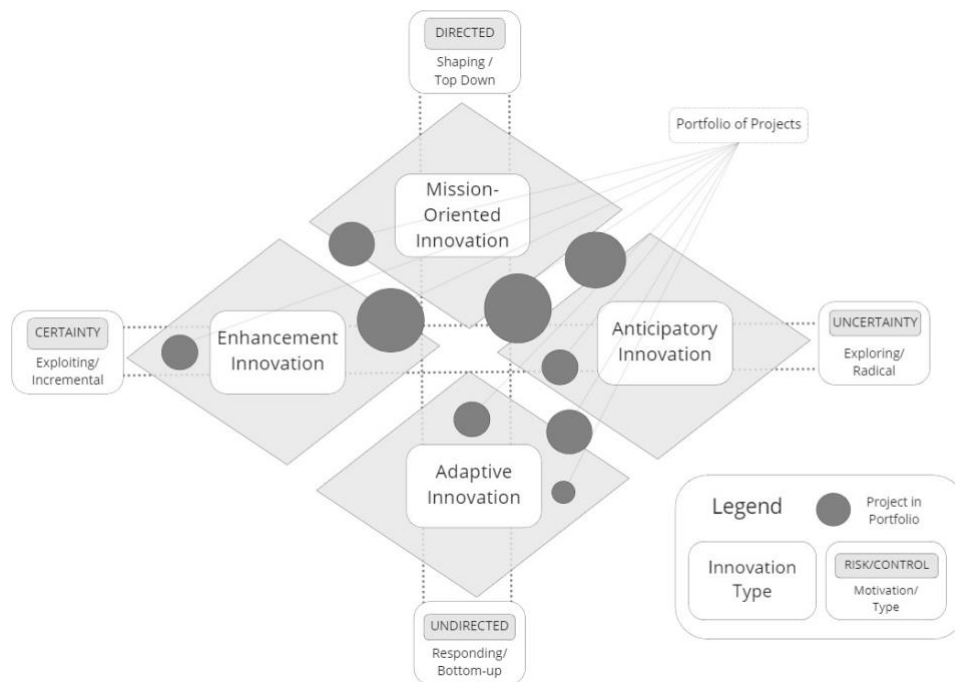 DIRECTED
Shaping /
Top Down
Portfolio of Projects
Mission-
Oriented
Innovation
CERTAINTY
Exploiting/
Incremental
Enhancement
Innovation
Anticipatory
Innovation
UNCERTAINTY
Exploring/
Radical
Adaptive
Innovation
Legend
Project in
Portfolio
Innovation
Type
RISK/CONTROL
Motivation/
Type
UNDIRECTED
Responding/
Bottom-up